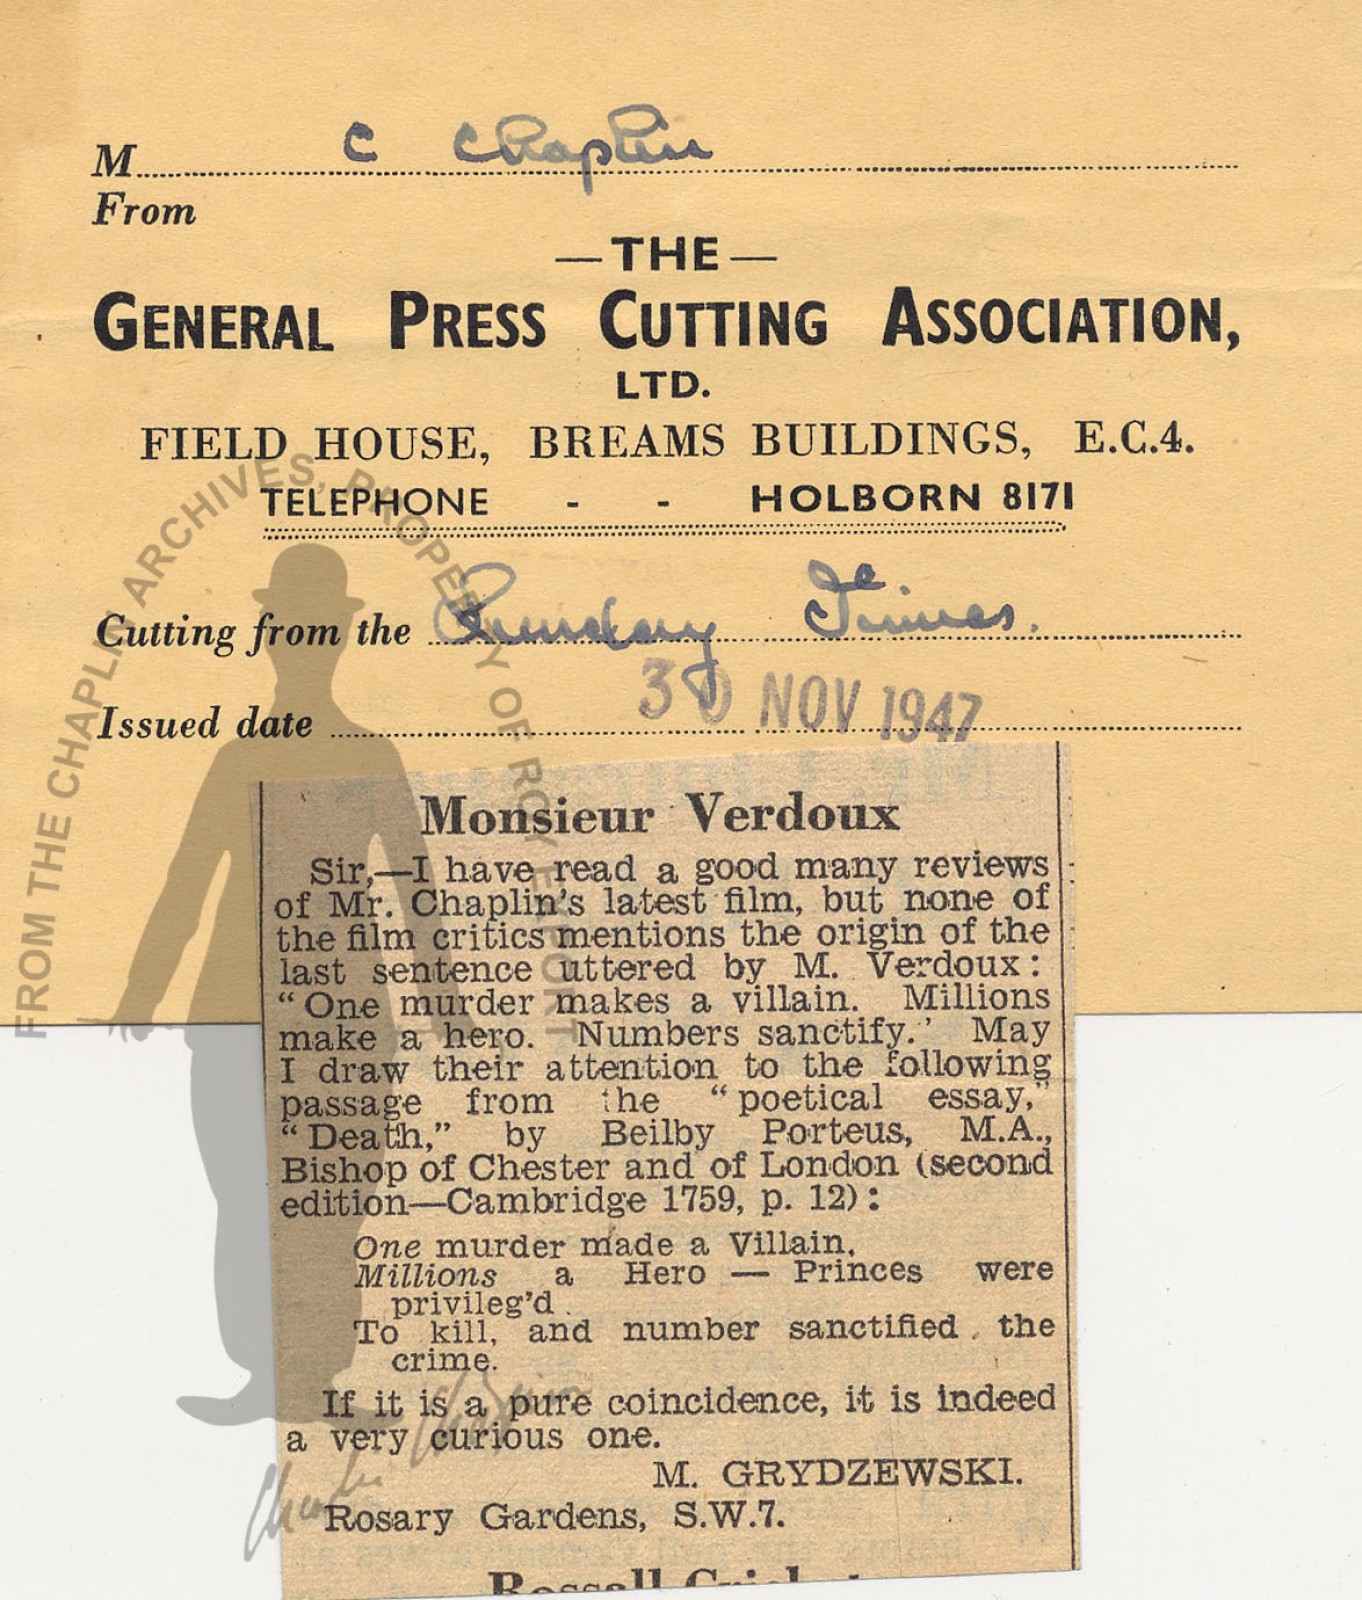 M C Chaplin
From
—THE—
GENERAL PRESS CUTTING ASSOCIATION,
LTD.
FIELD HOUSE, BREAMS BUILDINGS, E.C.4.
TELEPHONE - - HOLBORN 8171
Cutting from the Sunday Times.
Issued date 30 NOV 1947
Monsieur Verdoux
Sir,—I have read a good many reviews
of Mr. Chaplin's latest film, but none of
the film critics mentions the origin of the
last sentence uttered by M. Verdoux:
"One murder makes a villain. Millions
make a hero. Numbers sanctify.' May
I draw their attention to the following
passage from the "poetical essay,"
"Death," by Beilby Porteus, M.A.,
Bishop of Chester and of London (second
edition—Cambridge 1759, p. 12):
One murder made a Villain,
Millions a Hero — Princes were
privileg'd
To kill, and number sanctified the
crime.
If it is a pure coincidence, it is indeed
a very curious one.
M. GRYDZEWSKI.
Rosary Gardens, S.W.7.
FROM THE CHAPLIN ARCHIVES, PROPERTY OF ROY EXPORT
Charlie Chaplin